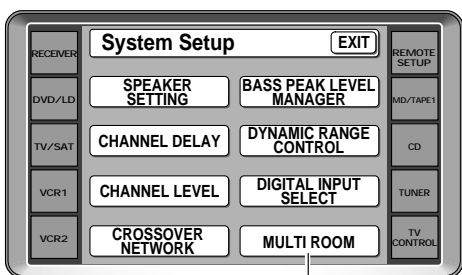 System Setup
EXIT
RECEIVER
DVD/LD
TV/SAT
VCR1
VCR2
SPEAKER
SETTING
BASS PEAK LEVEL
MANAGER
CHANNEL DELAY
DYNAMIC RANGE
CONTROL
CHANNEL LEVEL
DIGITAL INPUT
SELECT
CROSSOVER
NETWORK
MULTI ROOM
REMOTE
SETUP
MD/TAPE1
CD
TUNER
TV
CONTROL